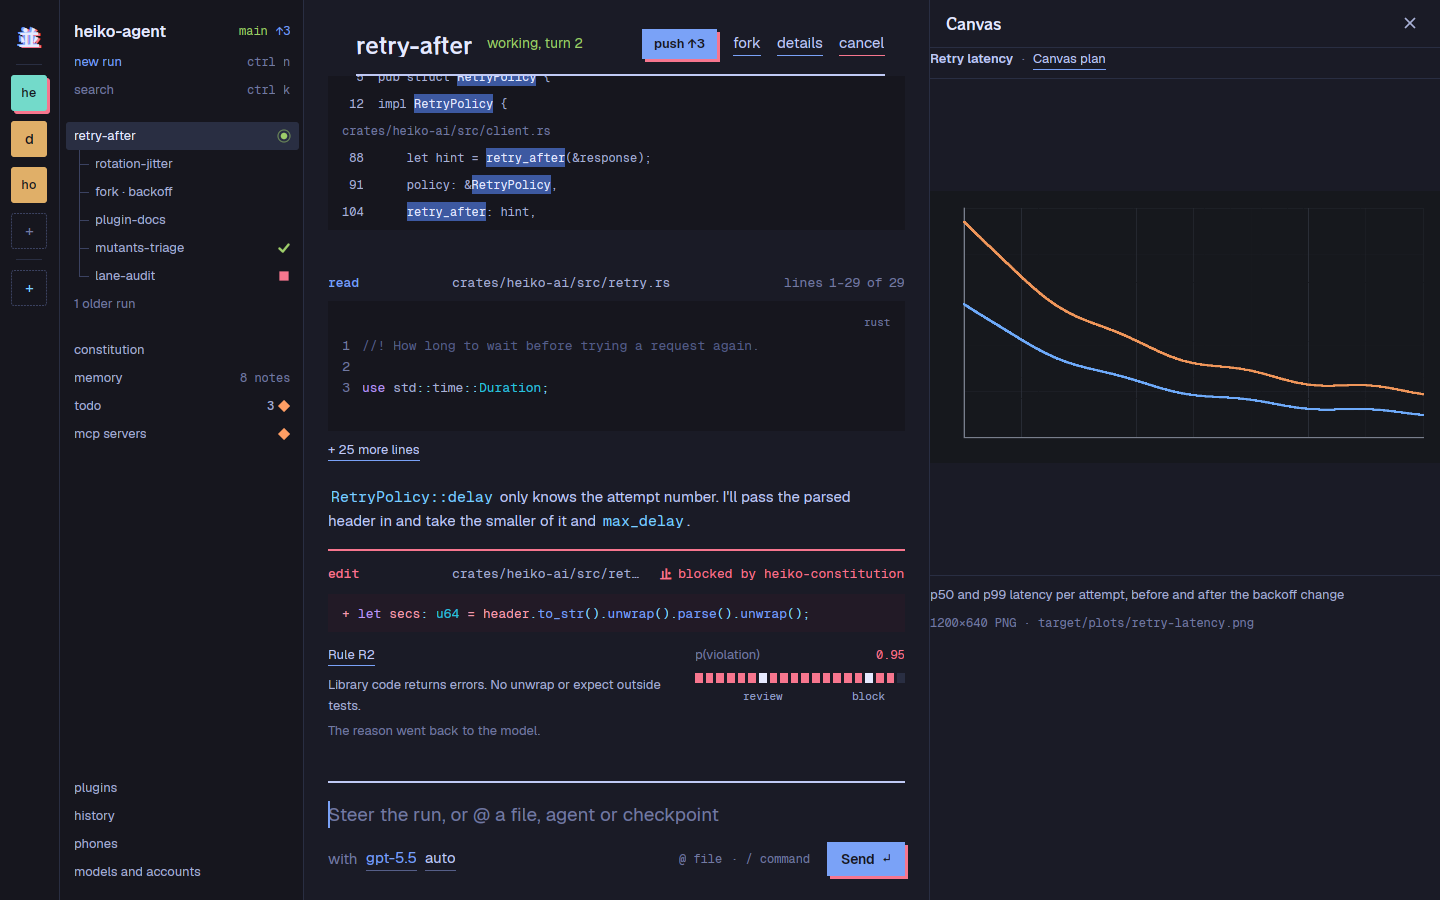 heiko-agent
main ↑3
new run
ctrl n
search
ctrl k
he
d
ho
+
+
retry-after
rotation-jitter
fork · backoff
plugin-docs
mutants-triage
lane-audit
1 older run
constitution
memory
8 notes
todo
3
mcp servers
plugins
history
phones
models and accounts
retry-after
working, turn 2
push ↑3
fork
details
cancel
5 pub struct RetryPolicy {
12 impl RetryPolicy {
crates/heiko-ai/src/client.rs
88 let hint = retry_after(&response);
91 policy: &RetryPolicy,
104 retry_after: hint,
read
crates/heiko-ai/src/retry.rs
lines 1-29 of 29
rust
1 //! How long to wait before trying a request again.
2
3 use std::time::Duration;
+ 25 more lines
RetryPolicy::delay only knows the attempt number. I'll pass the parsed
header in and take the smaller of it and max_delay.
edit
crates/heiko-ai/src/ret…
blocked by heiko-constitution
+ let secs: u64 = header.to_str().unwrap().parse().unwrap();
Rule R2
Library code returns errors. No unwrap or expect outside
tests.
The reason went back to the model.
p(violation)
0.95
review
block
Steer the run, or @ a file, agent or checkpoint
with gpt-5.5 auto
@ file · / command
Send ↵
Canvas
Retry latency · Canvas plan
p50 and p99 latency per attempt, before and after the backoff change
1200×640 PNG · target/plots/retry-latency.png